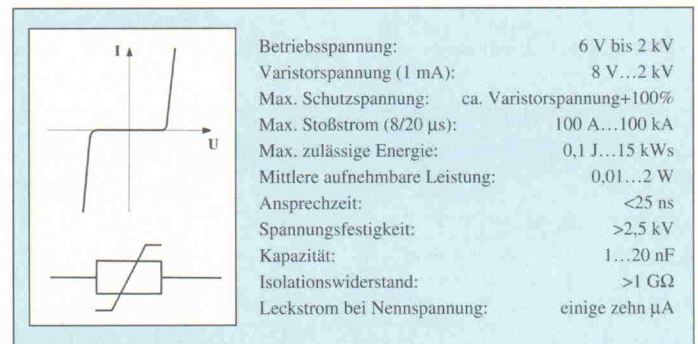 I
U
Betriebsspannung: 6 V bis 2 kV
Varistorspannung (1 mA): 8 V…2 kV
Max. Schutzspannung: ca. Varistorspannung+100%
Max. Stoßstrom (8/20 μs): 100 A…100 kA
Max. zulässige Energie: 0,1 J…15 kWs
Mittlere aufnehmbare Leistung: 0,01…2 W
Ansprechzeit: <25 ns
Spannungsfestigkeit: >2,5 kV
Kapazität: 1…20 nF
Isolationswiderstand: >1 GΩ
Leckstrom bei Nennspannung: einige zehn μA